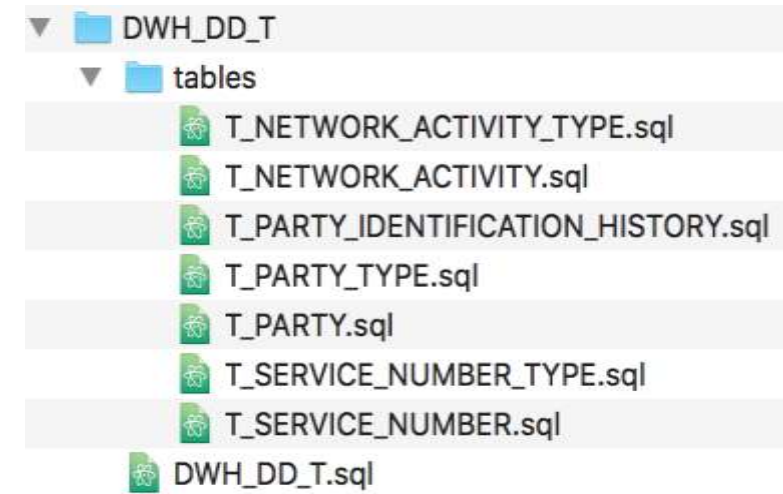 DWH_DD_T
tables
T_NETWORK_ACTIVITY_TYPE.sql
T_NETWORK_ACTIVITY.sql
T_PARTY_IDENTIFICATION_HISTORY.sql
T_PARTY_TYPE.sql
T_PARTY.sql
T_SERVICE_NUMBER_TYPE.sql
T_SERVICE_NUMBER.sql
DWH_DD_T.sql